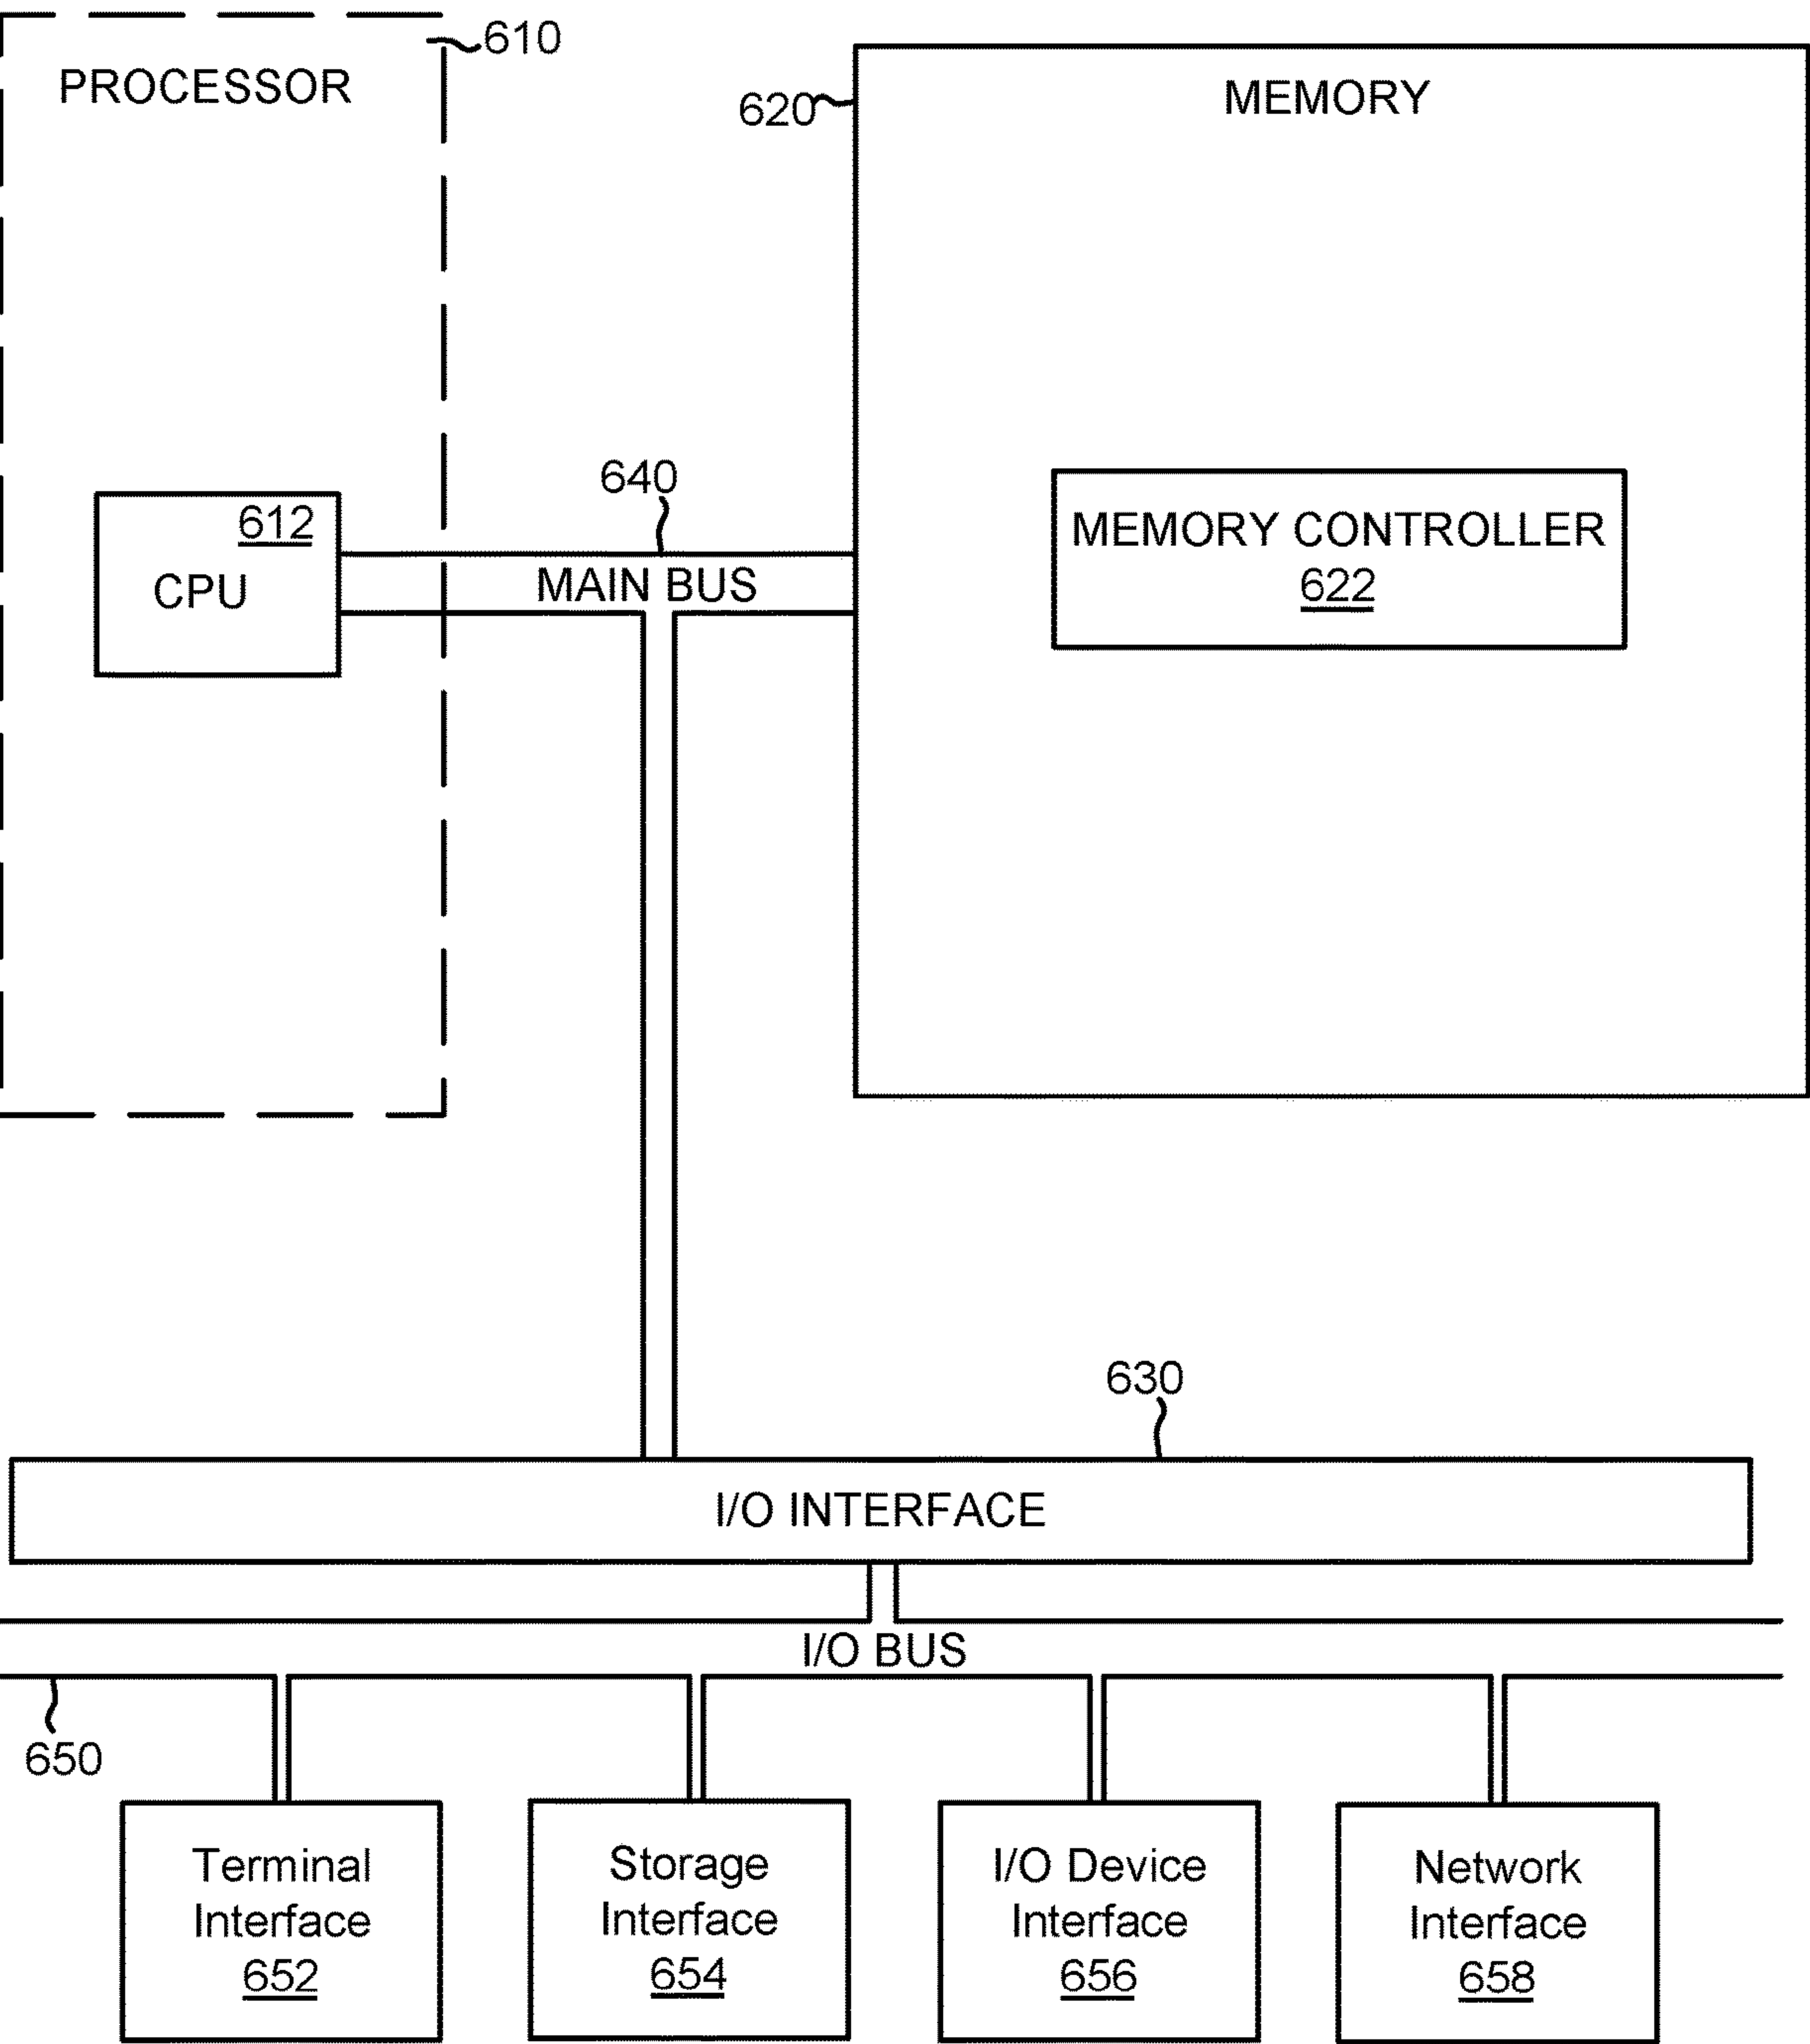 610
PROCESSOR
620
MEMORY
640
612
CPU
MAIN BUS
MEMORY CONTROLLER
622
630
I/O INTERFACE
I/O BUS
650
Terminal
Interface
652
Storage
Interface
654
I/O Device
Interface
656
Network
Interface
658